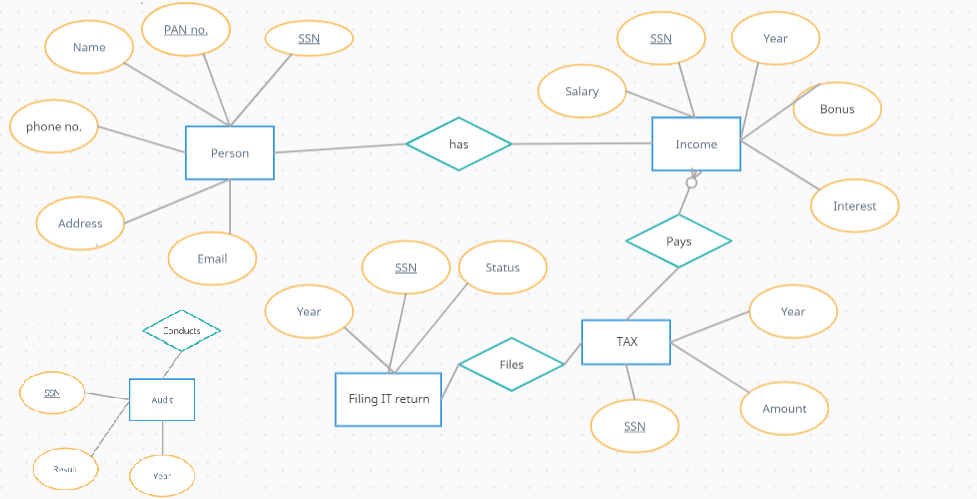 PAN no.
SSN
Name
phone no.
Person
Address
Email
has
SSN
Year
Salary
Bonus
Income
Interest
Pays
SSN
Status
Year
Files
Filing IT return
TAX
Year
Amount
SSN
Conducts
SSN
Audit
Result
Year